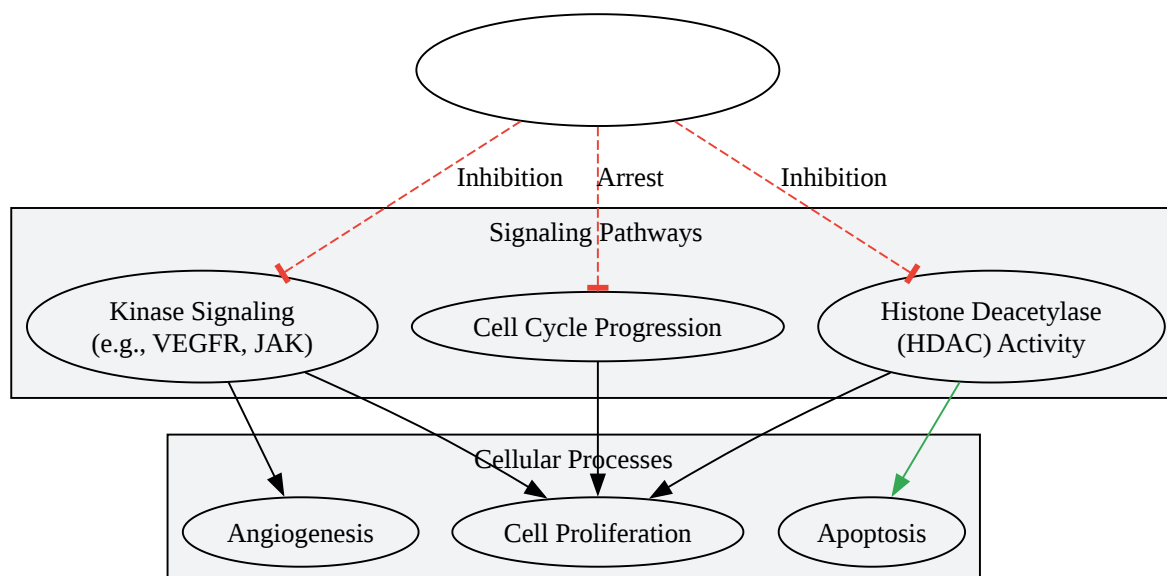 Inhibition
Arrest
Inhibition
Signaling Pathways
Kinase Signaling
(e.g., VEGFR, JAK)
Cell Cycle Progression
Histone Deacetylase
(HDAC) Activity
Cellular Processes
Angiogenesis
Cell Proliferation
Apoptosis